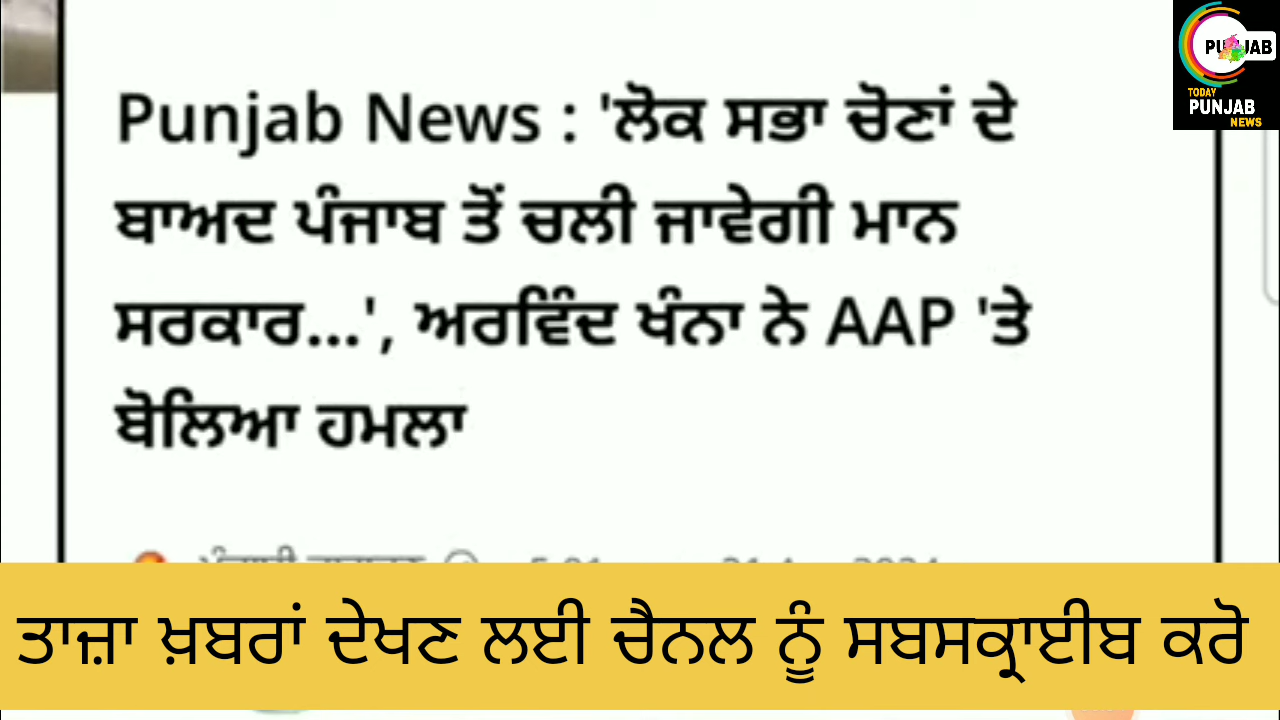 PUNJAB
TODAY
PUNJAB
NEWS
Punjab News : 'ਲੋਕ ਸਭਾ ਚੋਣਾਂ ਦੇ
ਬਾਅਦ ਪੰਜਾਬ ਤੋਂ ਚਲੀ ਜਾਵੇਗੀ ਮਾਨ
ਸਰਕਾਰ...', ਅਰਵਿੰਦ ਖੰਨਾ ਨੇ AAP 'ਤੇ
ਬੋਲਿਆ ਹਮਲਾ
2024
ਤਾਜ਼ਾ ਖ਼ਬਰਾਂ ਦੇਖਣ ਲਈ ਚੈਨਲ ਨੂੰ ਸਬਸਕ੍ਰਾਈਬ ਕਰੋ